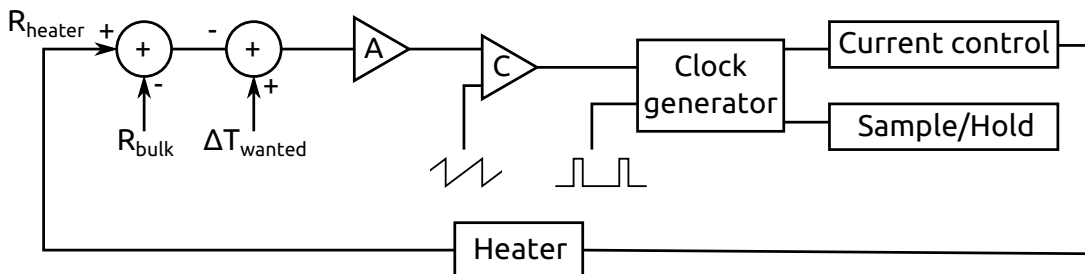 R_heater
+
+
-
-
+
+
R_bulk
ΔT_wanted
A
C
Clock
generator
Current control
Sample/Hold
Heater